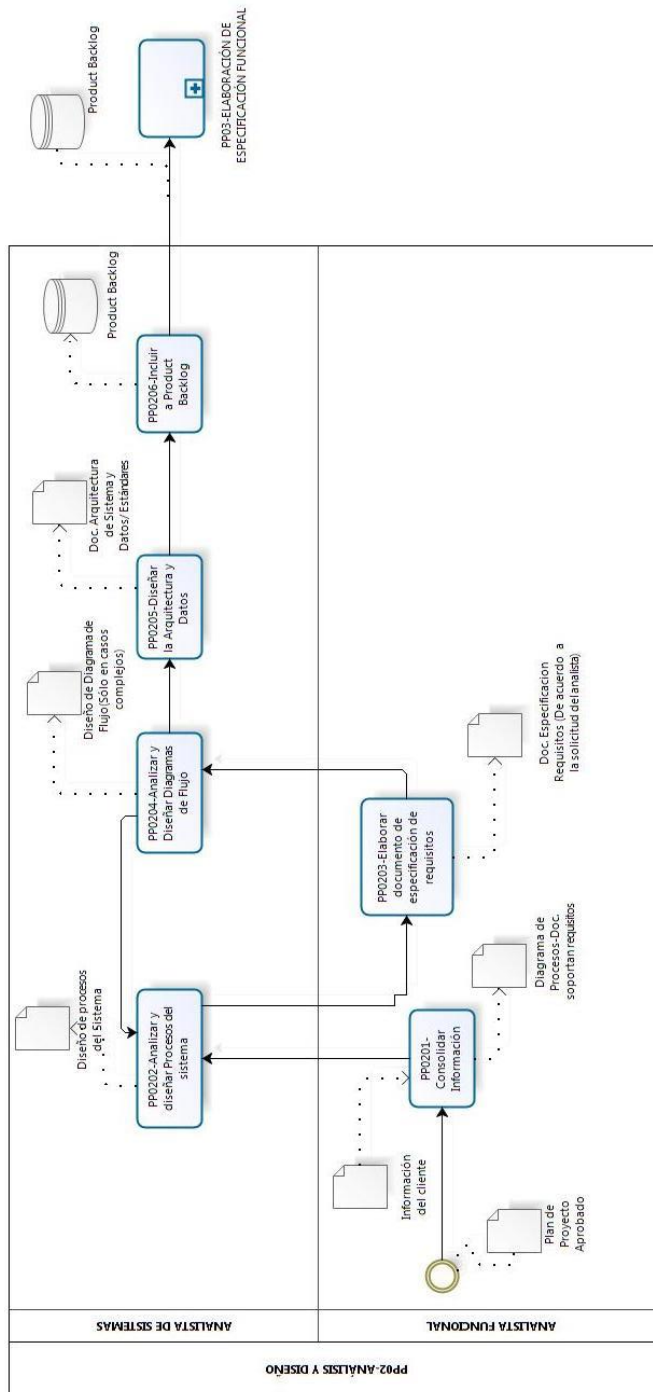 PP02-ANÁLISIS Y DISEÑO
ANALISTA DE SISTEMAS
Diseño de procesos
del Sistema
PP0202-Analizar y
diseñar Procesos del
sistema
Diseño de Diagrama de
Flujo(Sólo en casos
complejos)
PP0204-Analizar y
Diseñar Diagramas
de Flujo
Doc. Arquitectura
de Sistema y
Datos/ Estándares
PP0205-Diseñar
la Arquitectura y
Datos
Product Backlog
PP0206-Incluir
a Product
Backlog
Product Backlog
PP03-ELABORACIÓN DE
ESPECIFICACIÓN FUNCIONAL
ANALISTA FUNCIONAL
Plan de
Proyecto
Aprobado
Información
del cliente
PP0201-
Consolidar
Información
Diagrama de
Procesos-Doc.
soportan requisitos
PP0203-Elaborar
documento de
especificación de
requisitos
Doc. Especificacion
Requisitos (De acuerdo a
la solicitud del analista)